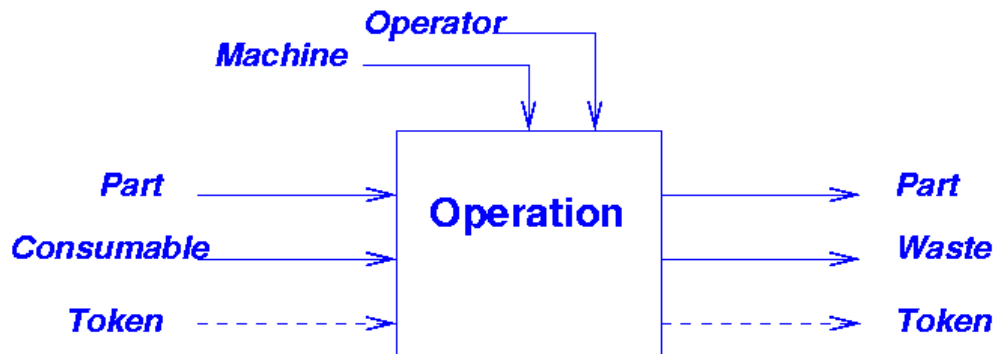 Operator
Machine
Part
Operation
Part
Consumable
Waste
Token
Token